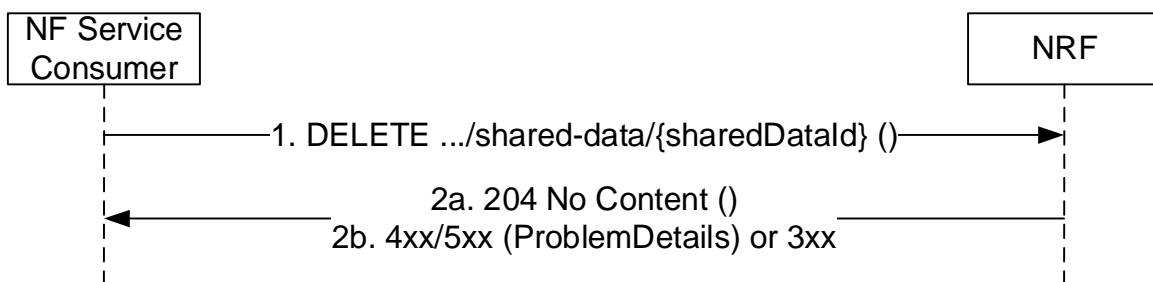 NF Service
Consumer
NRF
1. DELETE .../shared-data/{sharedDataId} ()
2a. 204 No Content ()
2b. 4xx/5xx (ProblemDetails) or 3xx